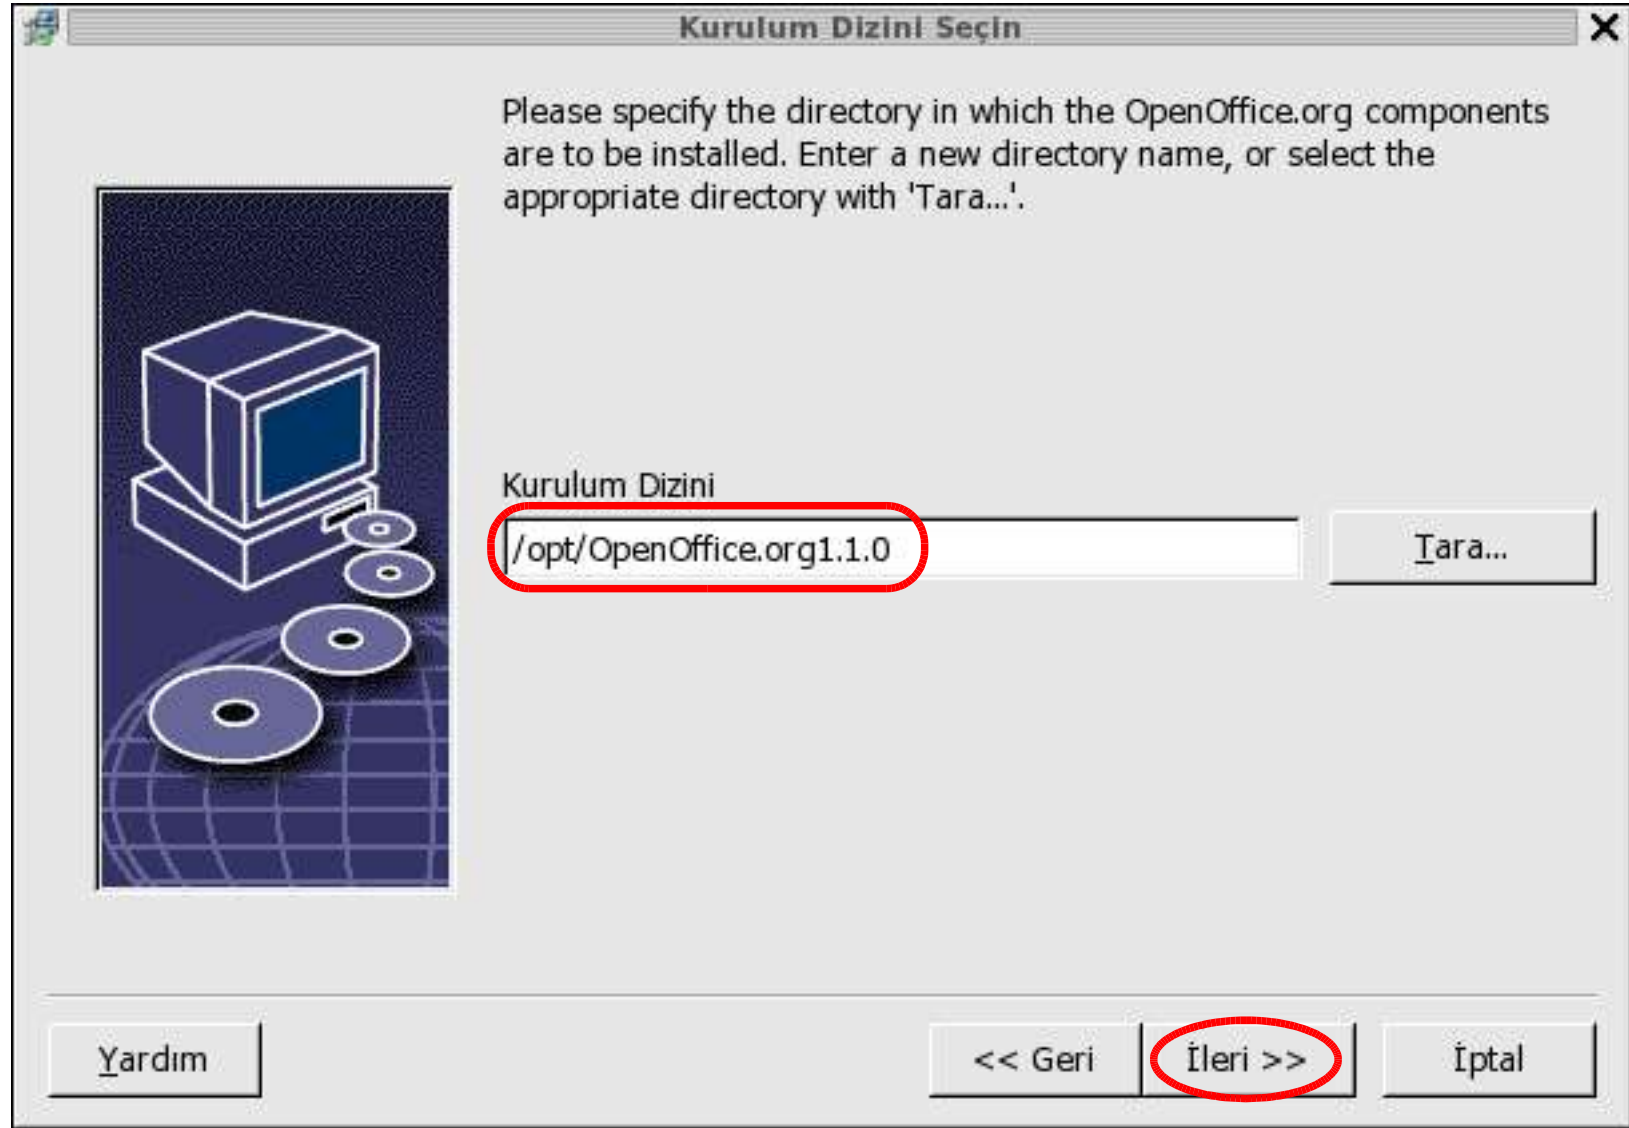 Kurulum Dizini Seçin
Please specify the directory in which the OpenOffice.org components
are to be installed. Enter a new directory name, or select the
appropriate directory with 'Tara...'.
Kurulum Dizini
/opt/OpenOffice.org1.1.0
Tara...
Yardım
<< Geri
İleri >>
İptal